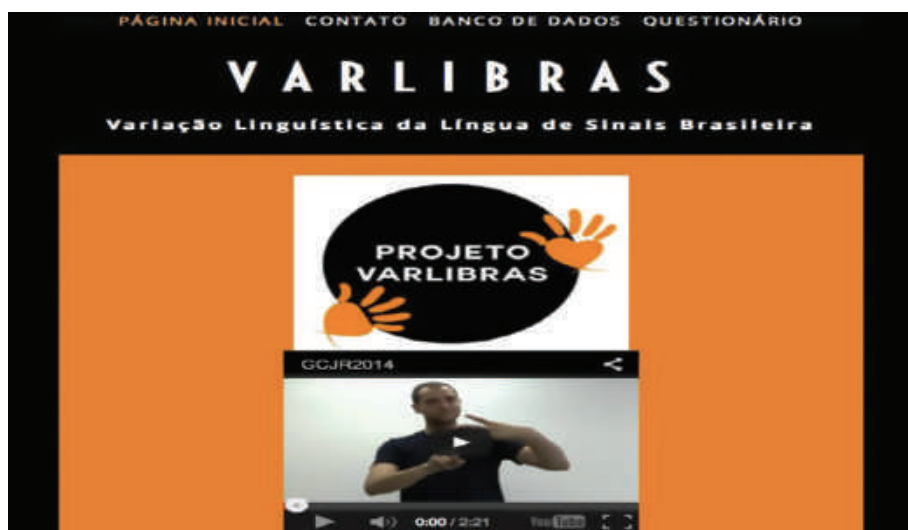 PÁGINA INICIAL CONTATO BANCO DE DADOS QUESTIONÁRIO
VARLIBRAS
Variação Linguística da Língua de Sinais Brasileira
PROJETO
VARLIBRAS
GCJR2014
0:00 / 2:21 YouTube